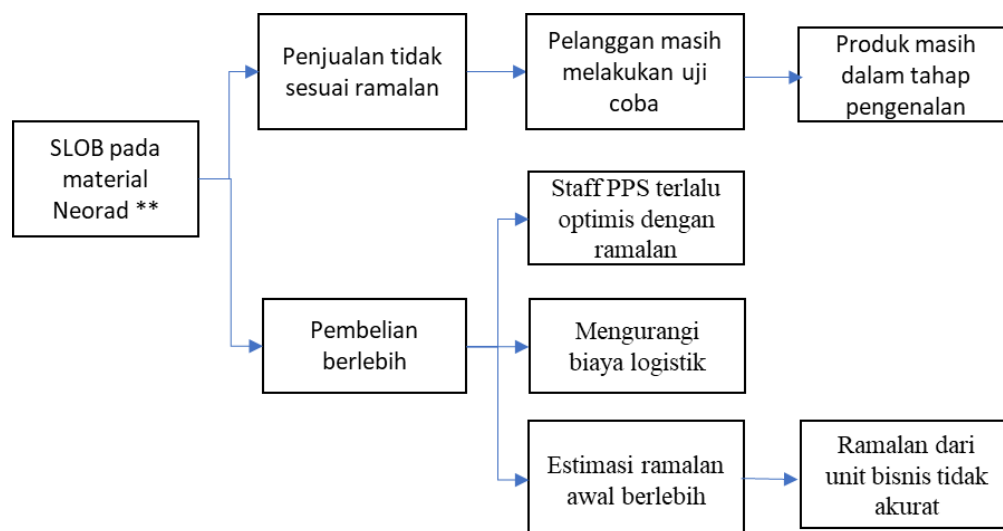 SLOB pada
material
Neorad **
Penjualan tidak
sesuai ramalan
Pelanggan masih
melakukan uji
coba
Produk masih
dalam tahap
pengenalan
Pembelian
berlebih
Staff PPS terlalu
optimis dengan
ramalan
Mengurangi
biaya logistik
Estimasi ramalan
awal berlebih
Ramalan dari
unit bisnis tidak
akurat